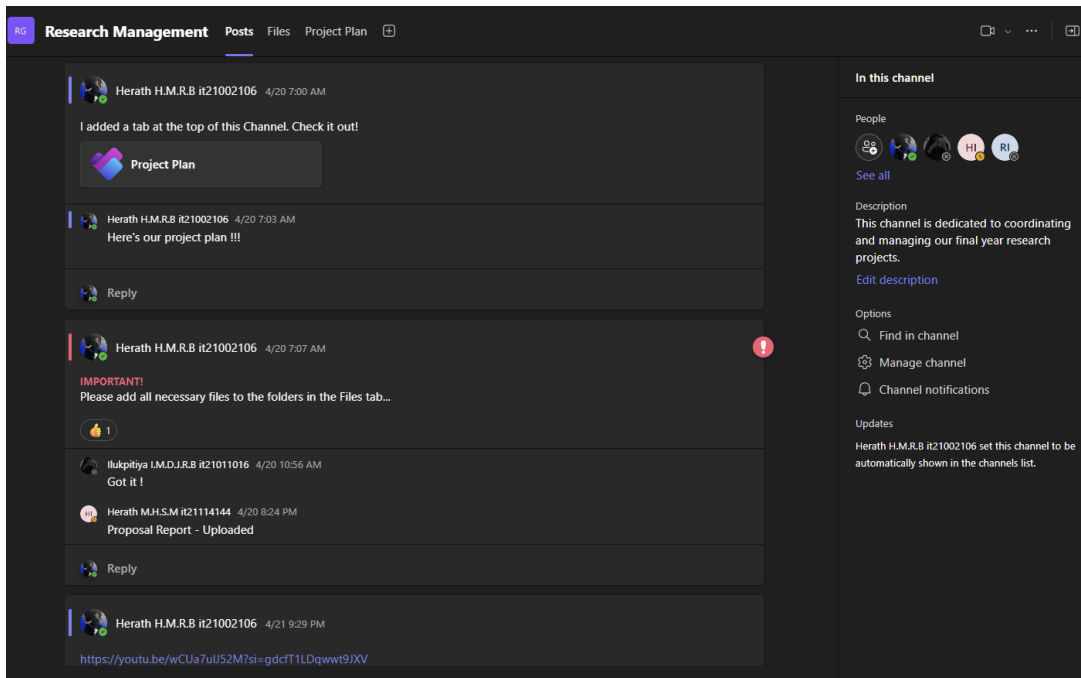 RG Research Management Posts Files Project Plan
Herath H.M.R.B it21002106 4/20 7:00 AM
I added a tab at the top of this Channel. Check it out!
Project Plan
Herath H.M.R.B it21002106 4/20 7:03 AM
Here's our project plan !!!
Reply
Herath H.M.R.B it21002106 4/20 7:07 AM
IMPORTANT!
Please add all necessary files to the folders in the Files tab...
👍 1
Ilukpitiya I.M.D.J.R.B it21011016 4/20 10:56 AM
Got it !
HI Herath M.H.S.M it21114144 4/20 8:24 PM
Proposal Report - Uploaded
Reply
Herath H.M.R.B it21002106 4/21 9:29 PM
https://youtu.be/wCUa7uIJ52M?si=gdcfT1LDqwwt9JXV
In this channel
People
HI RI
See all
Description
This channel is dedicated to coordinating
and managing our final year research
projects.
Edit description
Options
Find in channel
Manage channel
Channel notifications
Updates
Herath H.M.R.B it21002106 set this channel to be
automatically shown in the channels list.